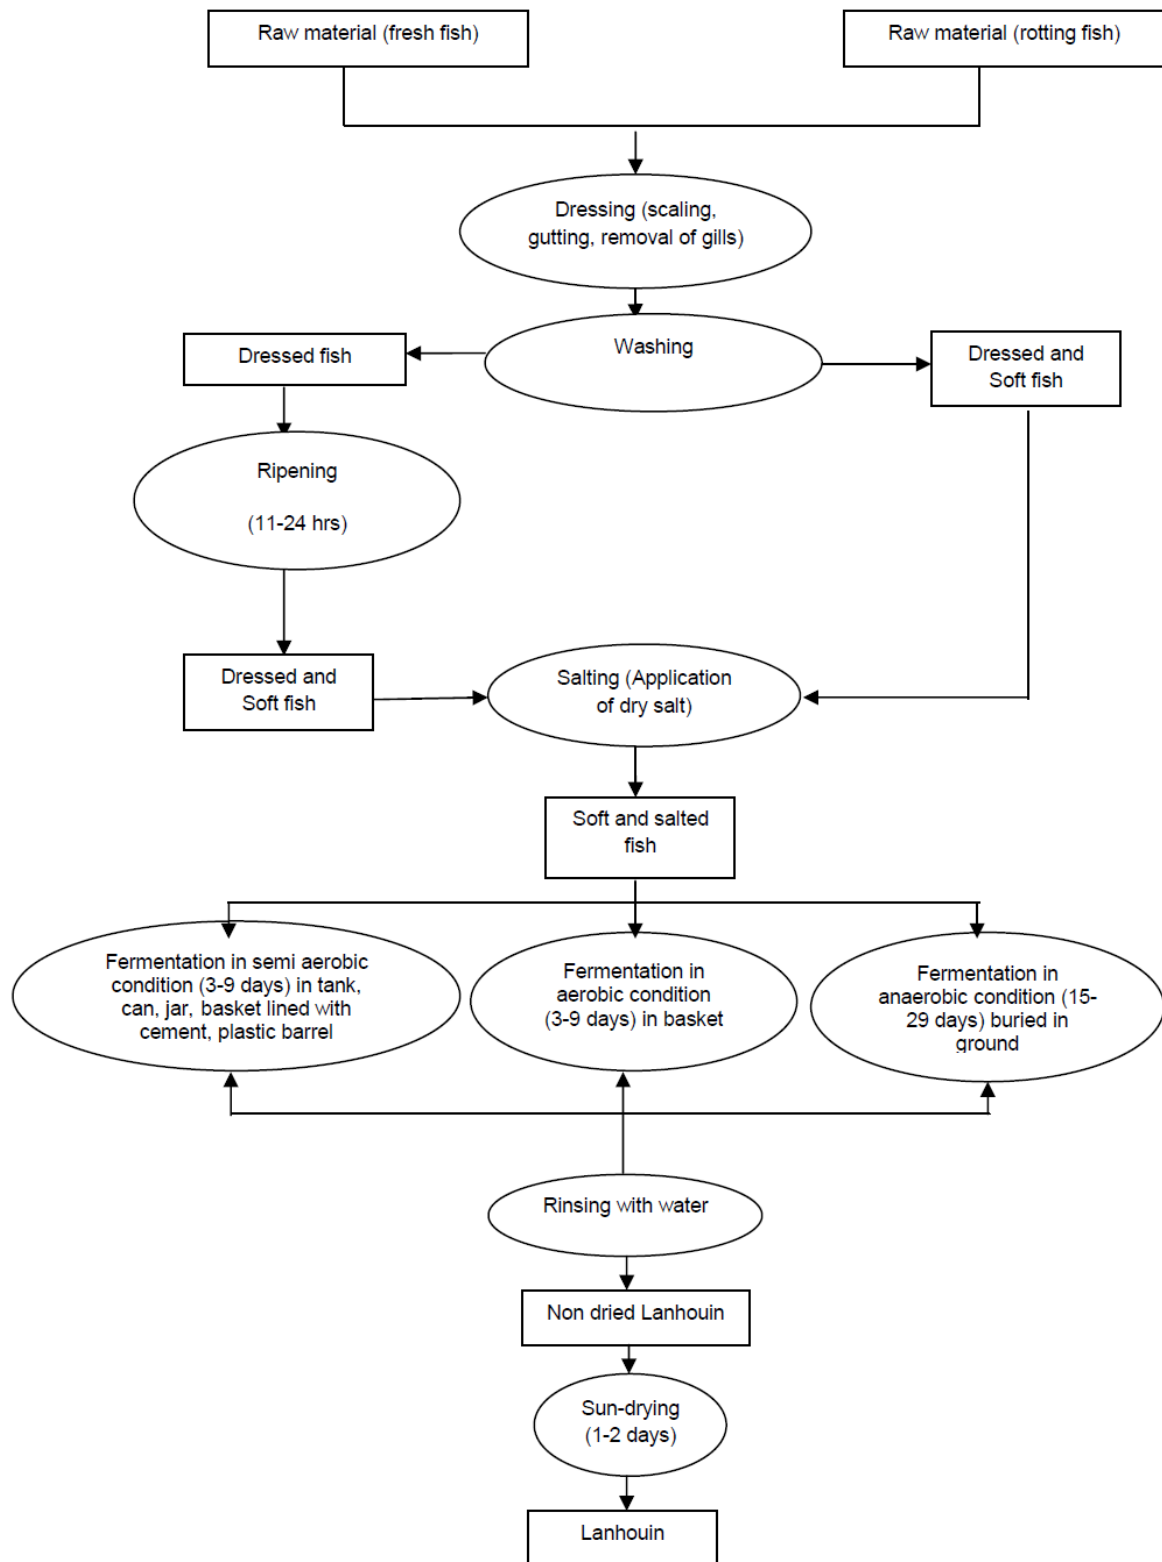 Raw material (fresh fish)
Raw material (rotting fish)
Dressing (scaling,
gutting, removal of gills)
Washing
Dressed fish
Dressed and
Soft fish
Ripening
(11-24 hrs)
Dressed and
Soft fish
Salting (Application
of dry salt)
Soft and salted
fish
Fermentation in semi aerobic
condition (3-9 days) in tank,
can, jar, basket lined with
cement, plastic barrel
Fermentation in
aerobic condition
(3-9 days) in basket
Fermentation in
anaerobic condition (15-
29 days) buried in
ground
Rinsing with water
Non dried Lanhouin
Sun-drying
(1-2 days)
Lanhouin